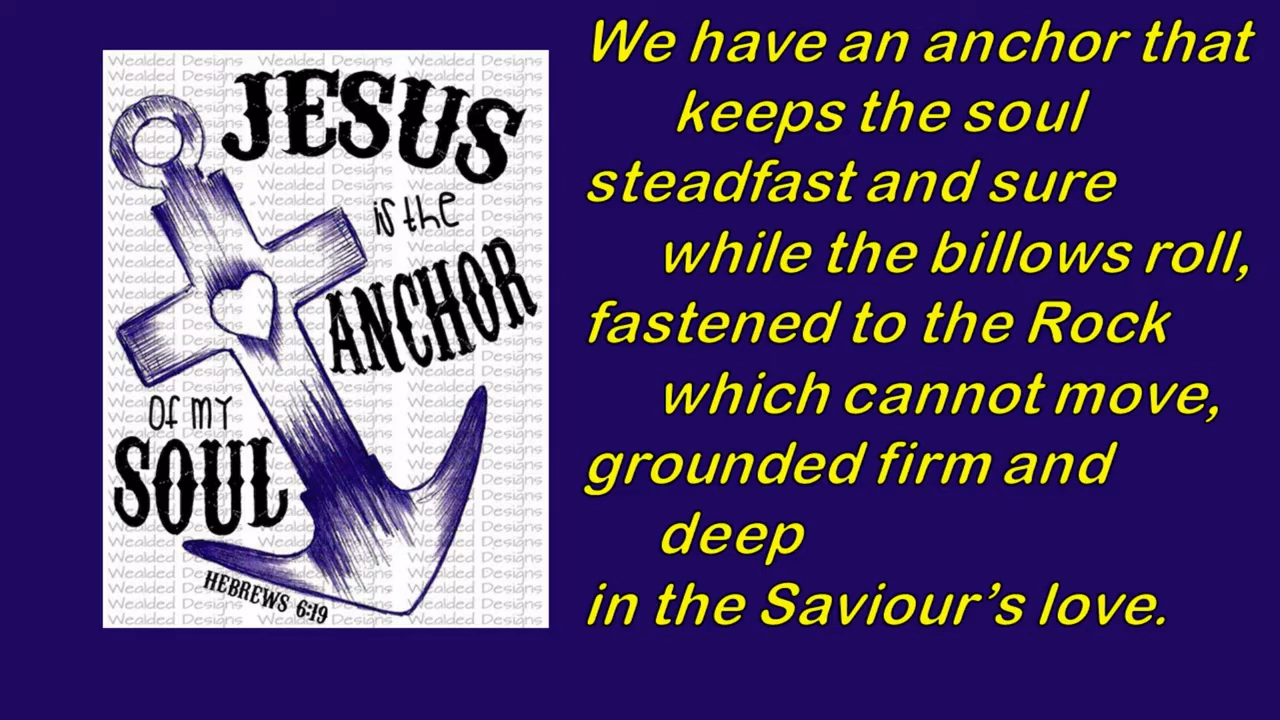 JESUS
is the
ANCHOR
Of my
SOUL
HEBREWS 6:19
We have an anchor that
keeps the soul
steadfast and sure
while the billows roll,
fastened to the Rock
which cannot move,
grounded firm and
deep
in the Saviour’s love.
Wealded Designs